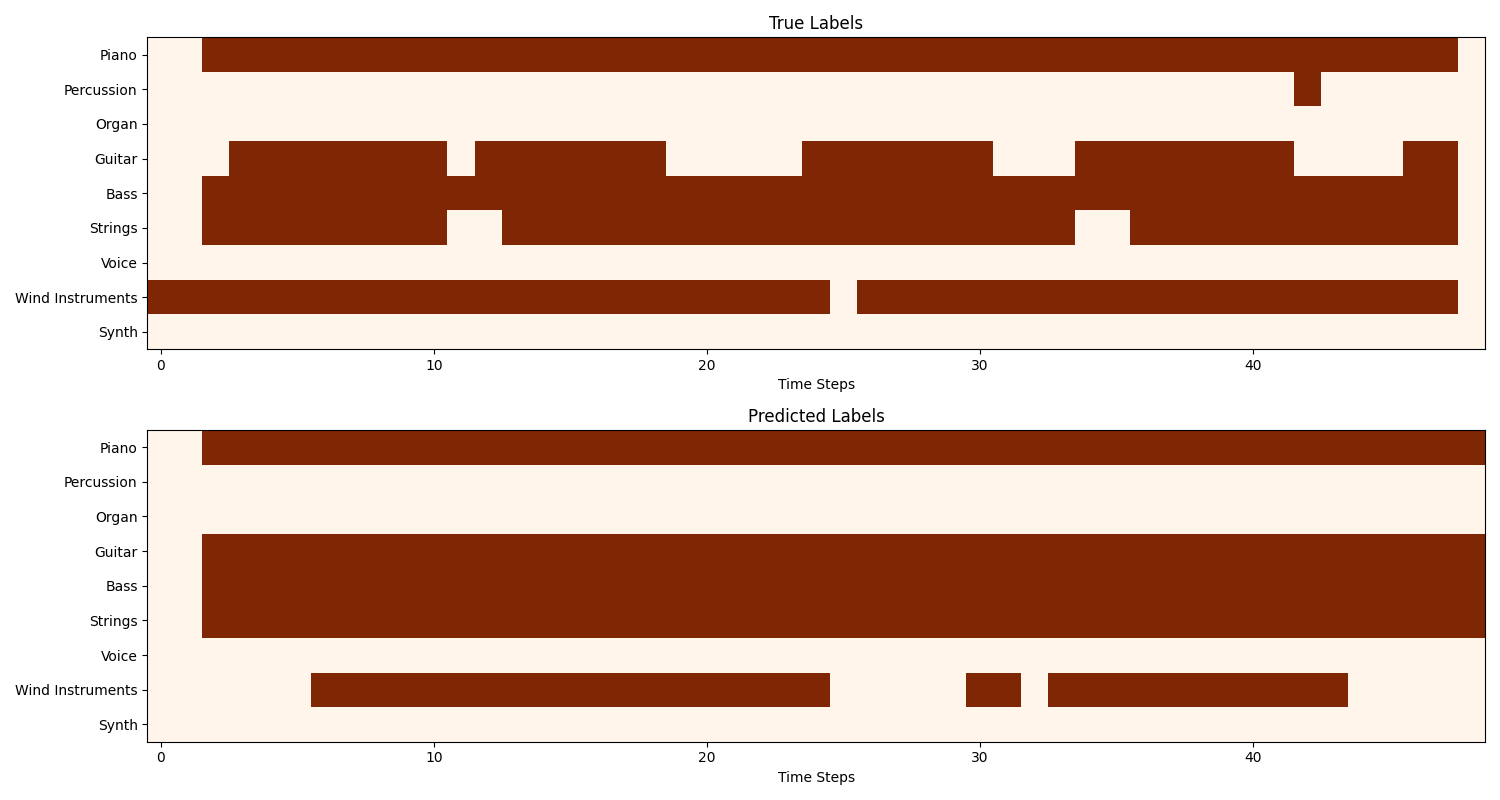 True Labels
Piano
Percussion
Organ
Guitar
Bass
Strings
Voice
Wind Instruments
Synth
0 10 20 30 40
Time Steps
Predicted Labels
Piano
Percussion
Organ
Guitar
Bass
Strings
Voice
Wind Instruments
Synth
0 10 20 30 40
Time Steps